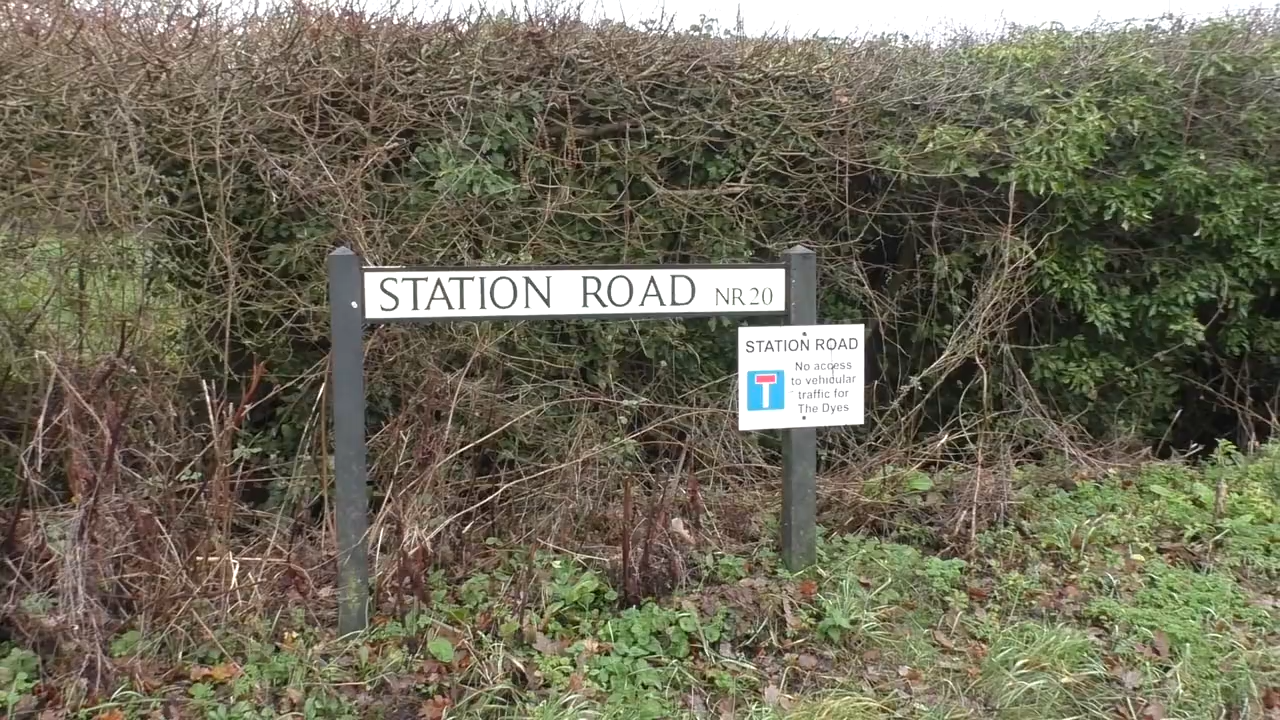 STATION ROAD NR20
STATION ROAD
No access
to vehicular
traffic for
The Dyes